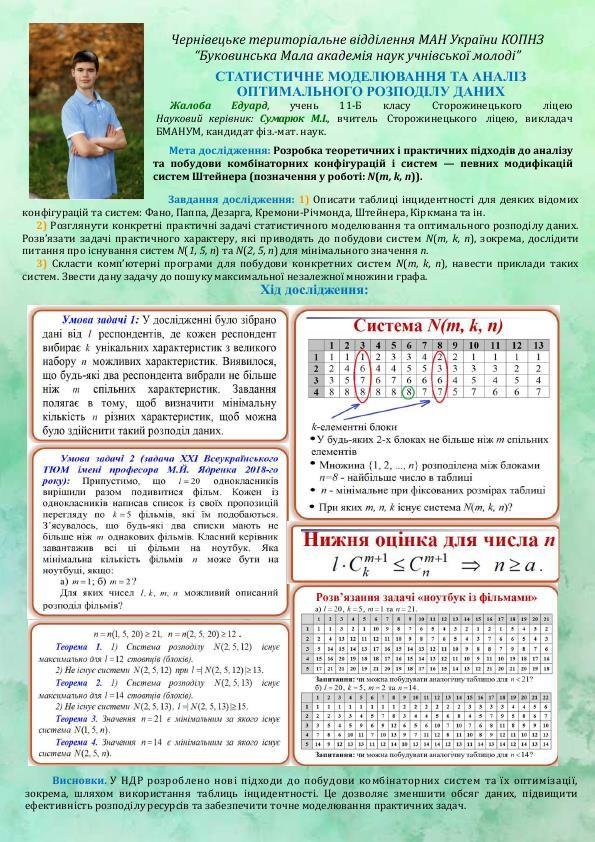 Чернівецьке територіальне відділення МАН України КОПНЗ
“Буковинська Мала академія наук учнівської молоді”
СТАТИСТИЧНЕ МОДЕЛЮВАННЯ ТА АНАЛІЗ
ОПТИМАЛЬНОГО РОЗПОДІЛУ ДАНИХ
Жалоба Едуард, учень 11-Б класу Сторожинецького ліцею
Науковий керівник: Сумарюк М.І., вчитель Сторожинецького ліцею, викладач
БМАНУМ, кандидат фіз.-мат. наук.
Мета дослідження: Розробка теоретичних і практичних підходів до аналізу
та побудови комбінаторних конфігурацій і систем — певних модифікацій
систем Штейнера (позначення у роботі: N(m, k, n)).
Завдання дослідження: 1) Описати таблиці інцидентності для деяких відомих
конфігурацій та систем: Фано, Паппа, Дезарга, Кремони-Річмонда, Штейнера, Кіркмана та ін.
2) Розглянути конкретні практичні задачі статистичного моделювання та оптимального розподілу даних.
Розв’язати задачі практичного характеру, які приводять до побудови систем N(m, k, n), зокрема, дослідити
питання про існування систем N(1, 5, n) та N(2, 5, n) для мінімального значення n.
3) Скласти комп’ютерні програми для побудови конкретних систем N(m, k, n), навести приклади таких
систем. Звести дану задачу до пошуку максимальної незалежної множини графа.
Хід дослідження:
Умова задачі 1: У дослідженні було зібрано
дані від l респондентів, де кожен респондент
вибирає k унікальних характеристик з великого
набору n можливих характеристик. Виявилося,
що будь-які два респондента вибрали не більше
ніж m спільних характеристик. Завдання
полягає в тому, щоб визначити мінімальну
кількість n різних характеристик, щоб можна
було здійснити такий розподіл даних.
Умова задачі 2 (задача XXI Всеукраїнського
ТЮМ імені професора М.Й. Ядренка 2018-го
року): Припустимо, що l = 20 однокласників
вирішили разом подивитися фільм. Кожен із
однокласників написав список із своїх пропозицій
перегляду по k = 5 фільмів, які їм подобаються.
З`ясувалось, що будь-які два списки мають не
більше ніж m однакових фільмів. Класний керівник
завантажив всі ці фільми на ноутбук. Яка
мінімальна кількість фільмів n може бути на
ноутбуці, якщо:
а) m = 1; б) m = 2?
Для яких чисел l, k, m, n можливий описаний
розподіл фільмів?
n = n(1, 5, 20) ≥ 21, n = n(2, 5, 20) ≥ 12 .
Теорема 1. 1) Система розподілу N(2, 5, 12) існує
максимально для l = 12 стовпців (блоків).
2) Не існує системи N(2, 5, 12) при l = |N(2, 5, 12)| ≥ 13.
Теорема 2. 1) Система розподілу N(2, 5, 13) існує
максимально для l = 14 стовпців (блоків).
2) Не існує системи N(2, 5, 13), l = |N(2, 5, 13)| ≥ 15.
Теорема 3. Значення n = 21 є мінімальним за якого існує
система N(1, 5, n).
Теорема 4. Значення n = 14 є мінімальним за якого існує
система N(2, 5, n).
Система N(m, k, n)
1 2 3 4 5 6 7 8 9 10 11 12 13
1 1 1 1 2 3 3 4 2 2 1 1 1 1
2 2 4 6 4 4 5 5 3 3 3 3 2 2
3 3 5 7 6 7 6 6 6 4 5 4 5 4
4 8 8 8 8 8 8 7 7 5 7 6 6 7
k-елементні блоки
•У будь-яких 2-х блоках не більше ніж m спільних
елементів
•Множина {1, 2, ..., n} розподілена між блоками
n=8 - найбільше число в таблиці
• n - мінімальне при фіксованих розмірах таблиці
•При яких m, n, k існує система N(m, k, n)?
Нижня оцінка для числа n
l · C_k^{m+1} ≤ C_n^{m+1} ⇒ n ≥ a .
Розв’язання задачі «ноутбук із фільмами»
а) l = 20, k = 5, m = 1 та n = 21.
Запитання: чи можна побудувати аналогічну таблицю для n < 21?
б) l = 20, k = 5, m = 2 та n = 14.
Запитання: чи можна побудувати аналогічну таблицю для n < 14?
Висновки. У НДР розроблено нові підходи до побудови комбінаторних систем та їх оптимізації,
зокрема, шляхом використання таблиць інцидентності. Це дозволяє зменшити обсяг даних, підвищити
ефективність розподілу ресурсів та забезпечити точне моделювання практичних задач.